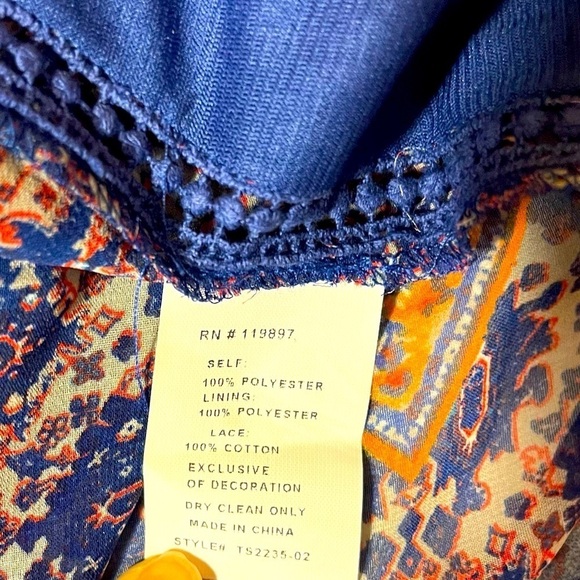 RN # 119897
SELF:
100% POLYESTER
LINING:
100% POLYESTER
LACE:
100% COTTON
EXCLUSIVE
OF DECORATION
DRY CLEAN ONLY
MADE IN CHINA
STYLE# TS2235-02